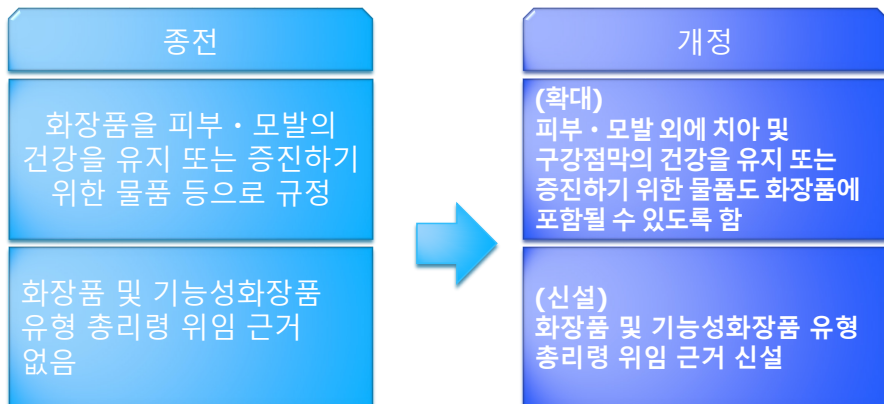 종전
화장품을 피부・모발의
건강을 유지 또는 증진하기
위한 물품 등으로 규정
화장품 및 기능성화장품
유형 총리령 위임 근거
없음
개정
(확대)
피부・모발 외에 치아 및
구강점막의 건강을 유지 또는
증진하기 위한 물품도 화장품에
포함될 수 있도록 함
(신설)
화장품 및 기능성화장품 유형
총리령 위임 근거 신설